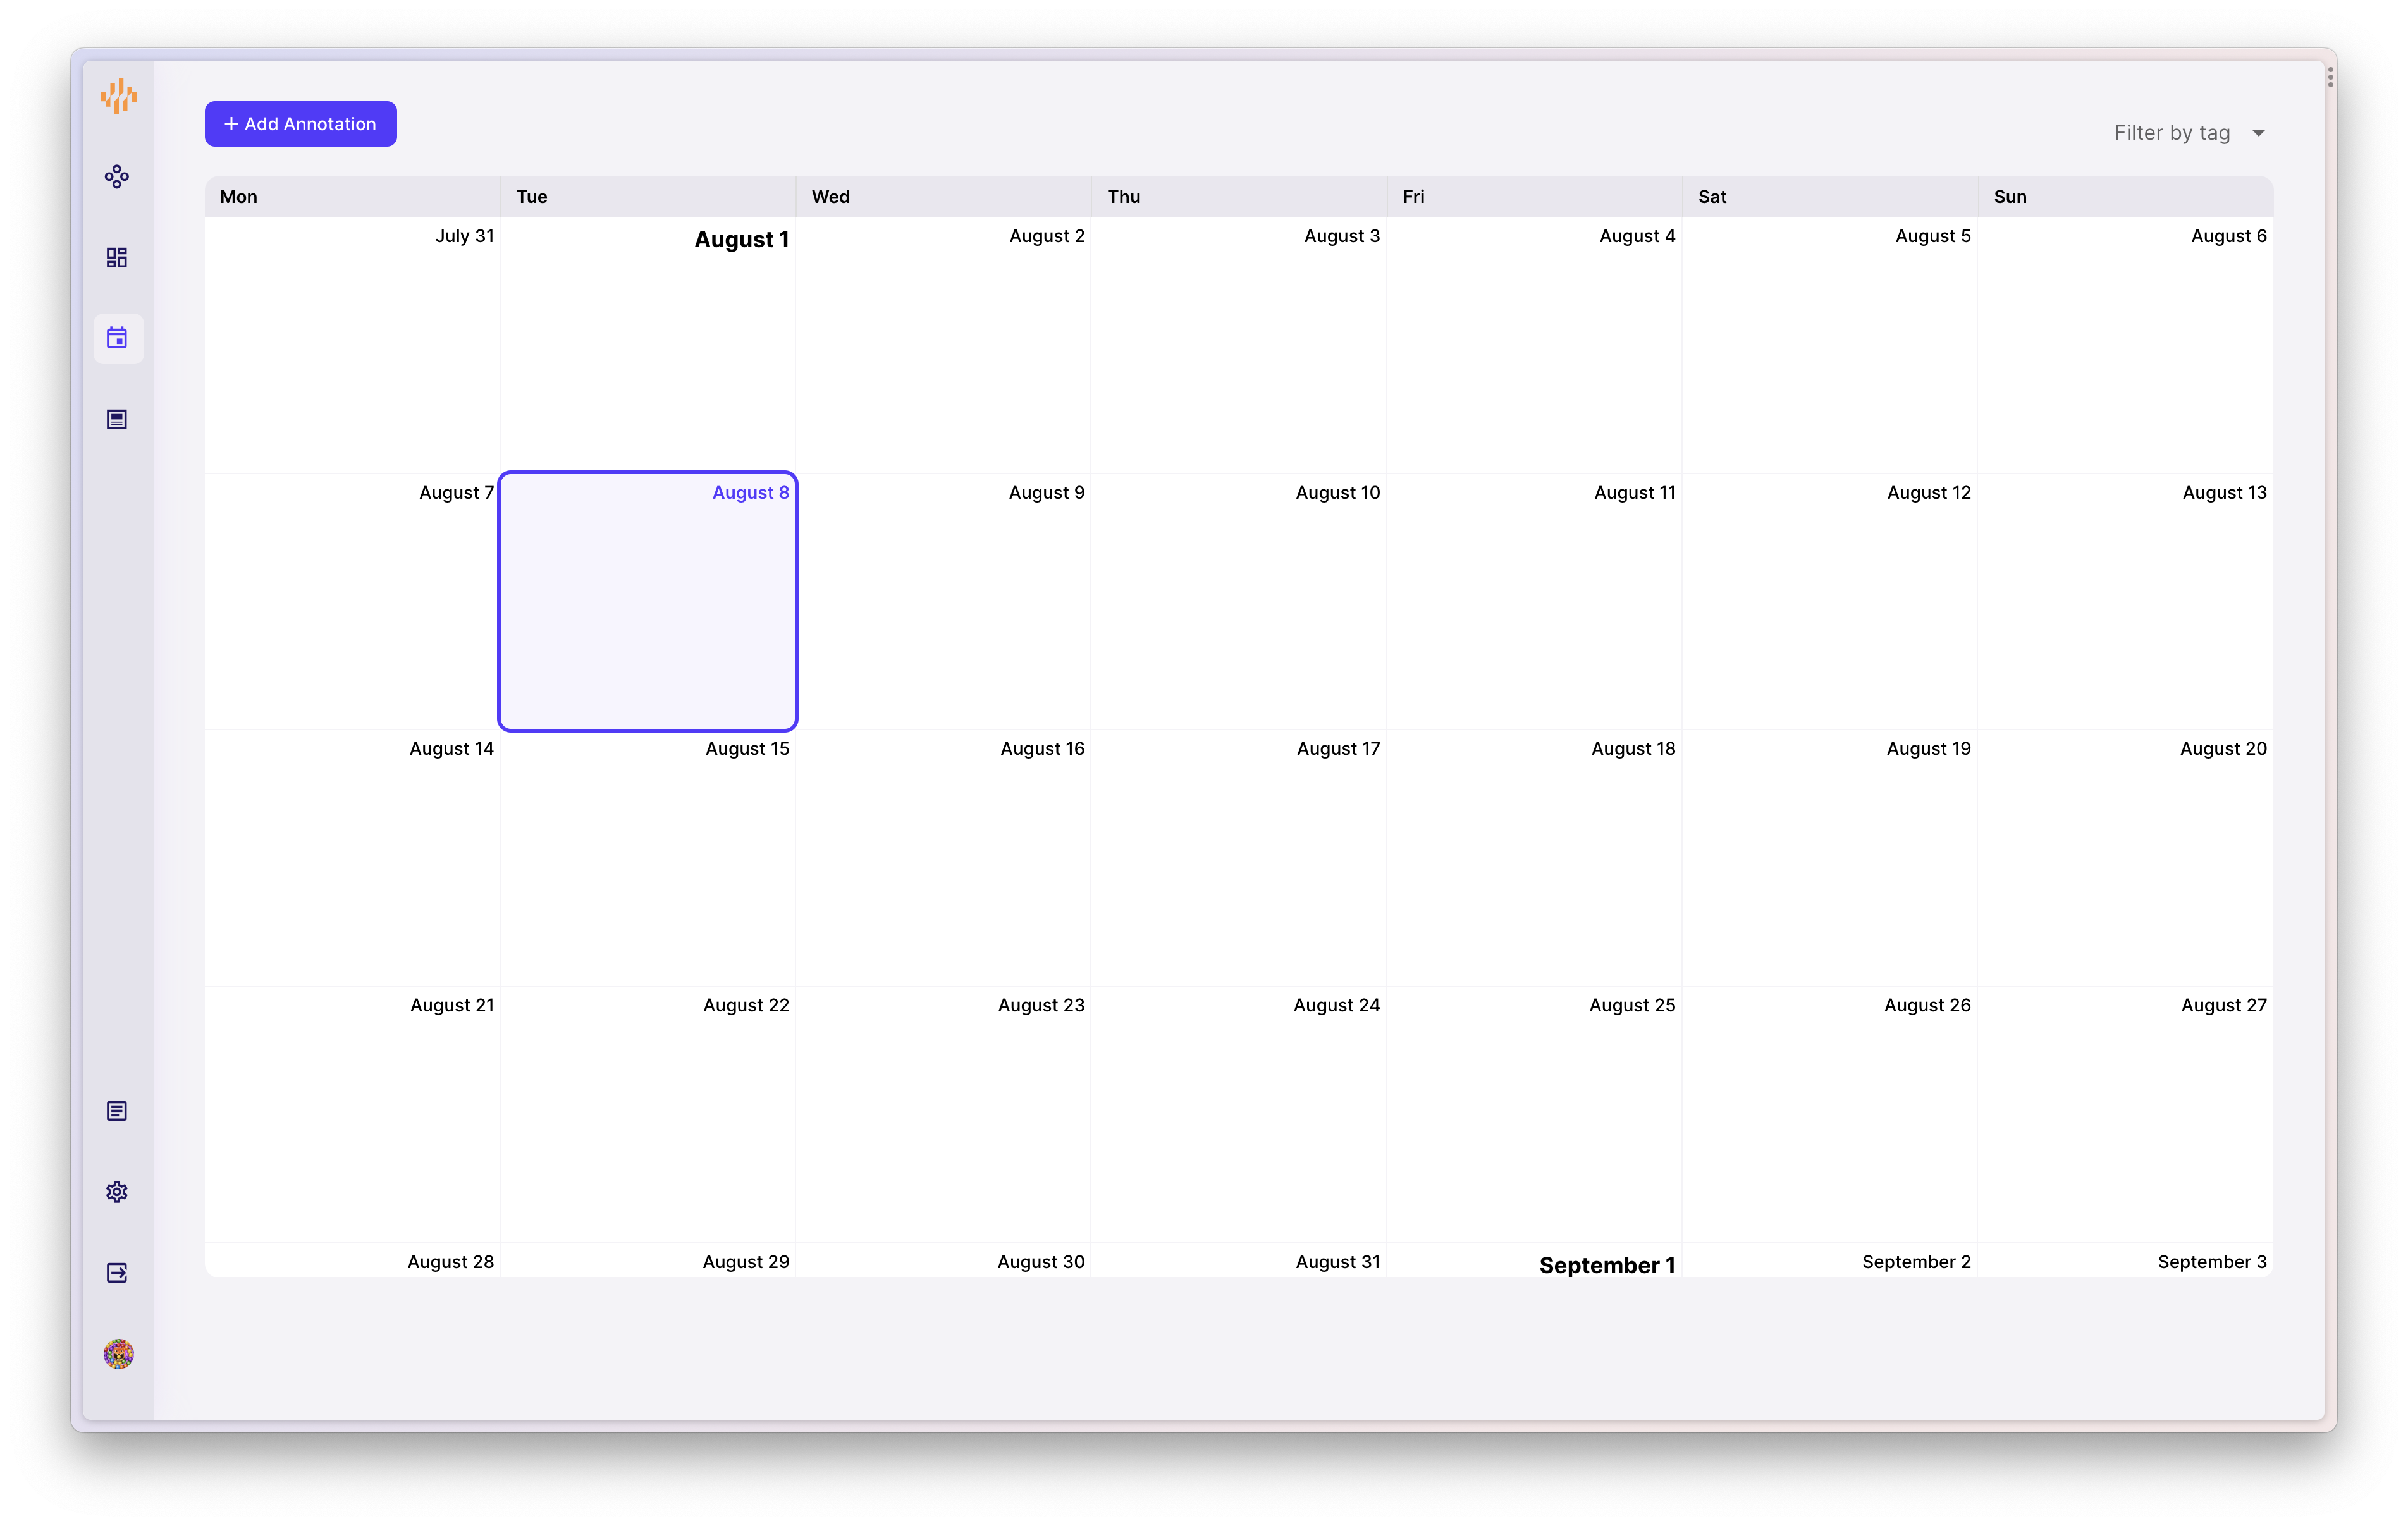 + Add Annotation
Filter by tag
Mon Tue Wed Thu Fri Sat Sun
July 31 August 1 August 2 August 3 August 4 August 5 August 6
August 7 August 8 August 9 August 10 August 11 August 12 August 13
August 14 August 15 August 16 August 17 August 18 August 19 August 20
August 21 August 22 August 23 August 24 August 25 August 26 August 27
August 28 August 29 August 30 August 31 September 1 September 2 September 3